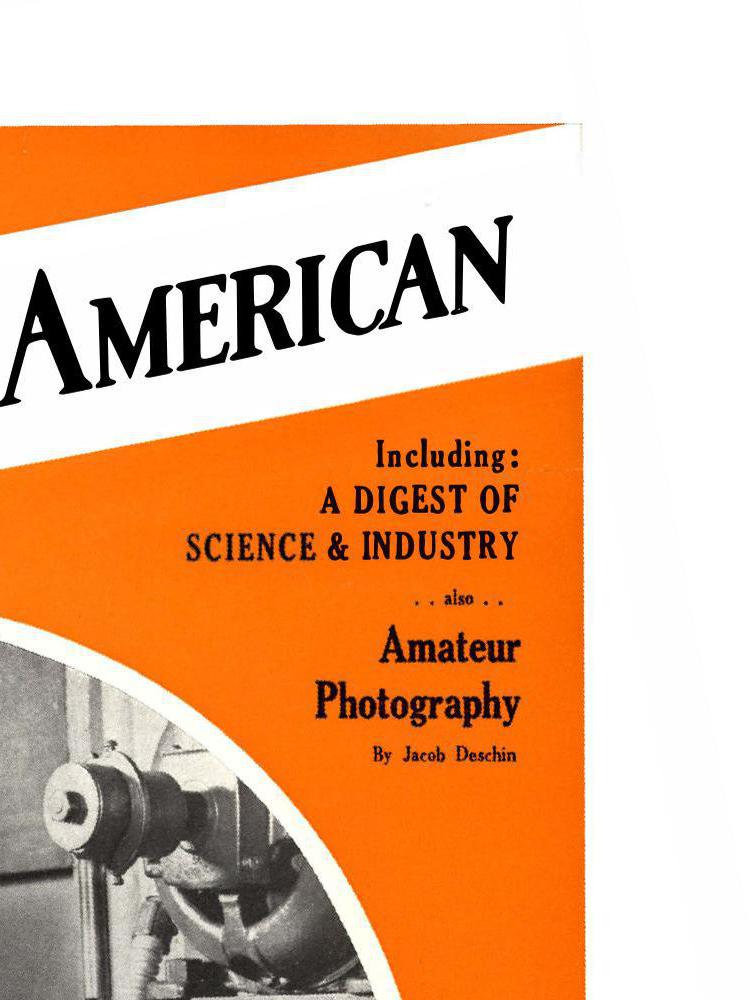 AMERICAN
Including:
A DIGEST OF
SCIENCE & INDUSTRY
. . also . .
Amateur
Photography
By Jacob Deschin